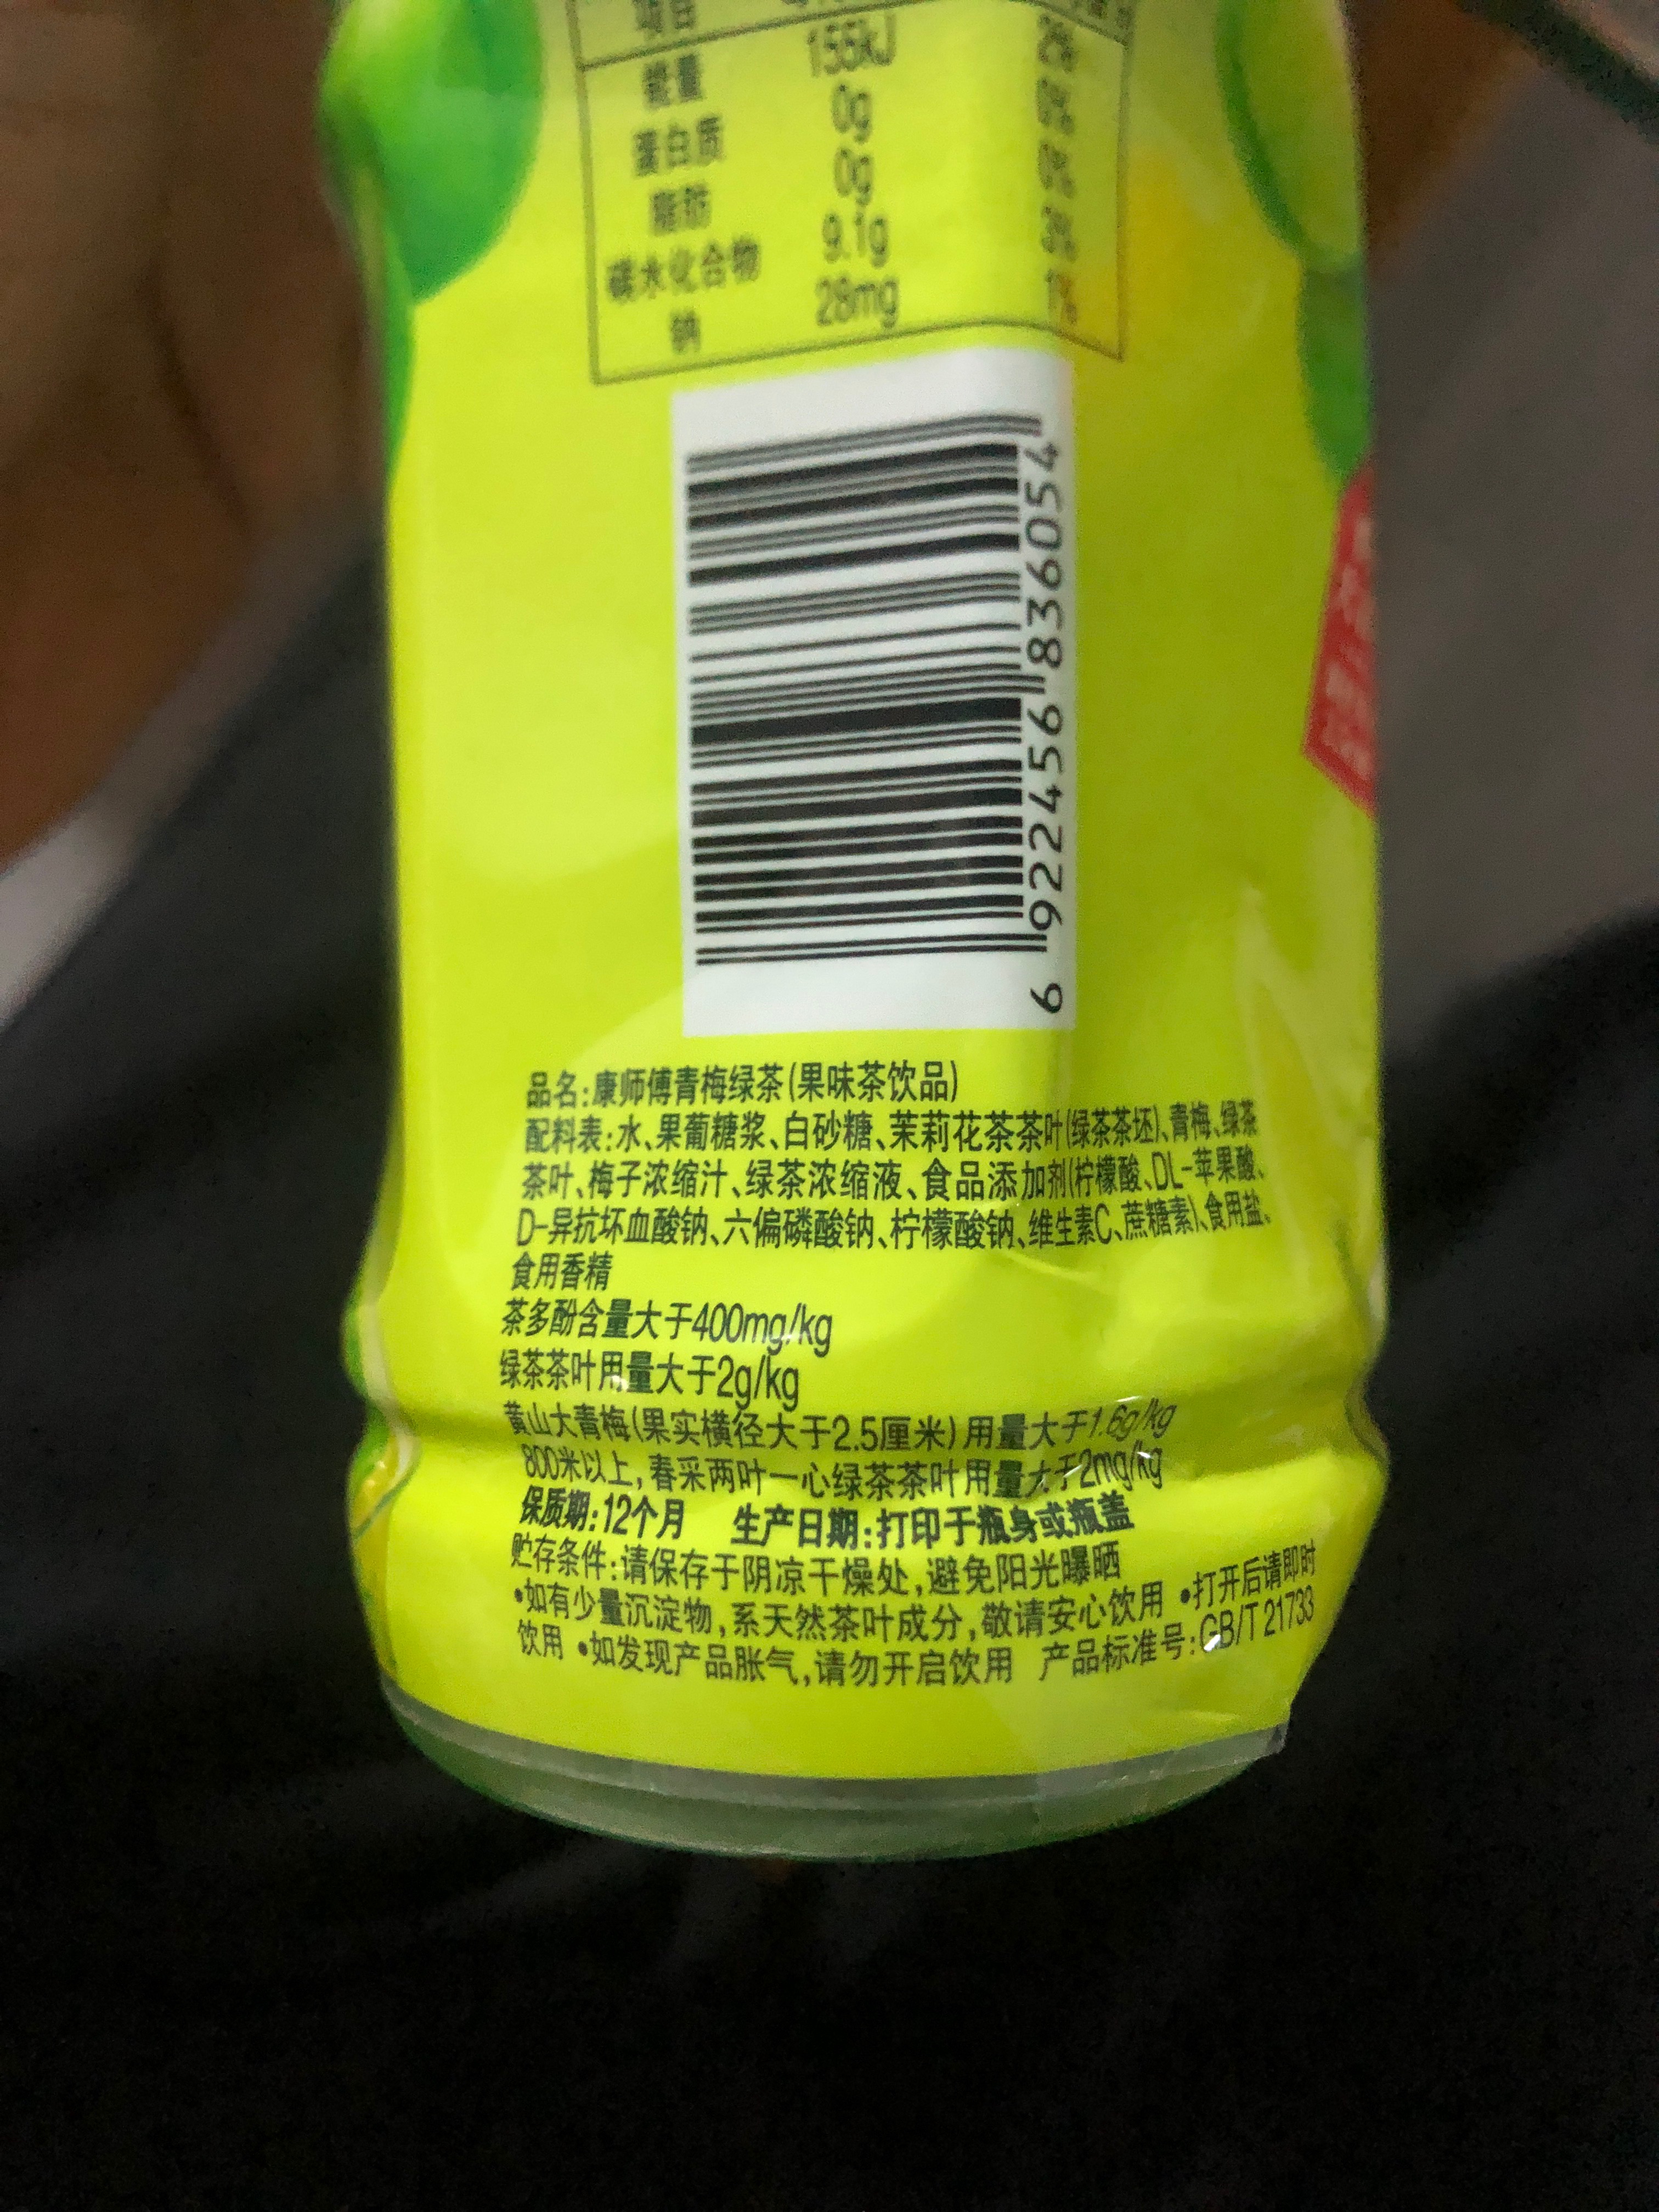 项目
能量 155kJ 2%
蛋白质 0g 0%
脂肪 0g 0%
碳水化合物 9.1g 3%
钠 28mg 1%
6 922456 836054
品名:康师傅青梅绿茶(果味茶饮品)
配料表:水、果葡糖浆、白砂糖、茉莉花茶茶叶(绿茶茶坯)、青梅、绿茶
茶叶、梅子浓缩汁、绿茶浓缩液、食品添加剂(柠檬酸、DL-苹果酸、
D-异抗坏血酸钠、六偏磷酸钠、柠檬酸钠、维生素C、蔗糖素)、食用盐、
食用香精
茶多酚含量大于400mg/kg
绿茶茶叶用量大于2g/kg
黄山大青梅(果实横径大于2.5厘米)用量大于1.6g/kg
800米以上,春采两叶一心绿茶茶叶用量大于2mg/kg
保质期:12个月 生产日期:打印于瓶身或瓶盖
贮存条件:请保存于阴凉干燥处,避免阳光曝晒
•如有少量沉淀物,系天然茶叶成分,敬请安心饮用 •打开后请即时
饮用 •如发现产品胀气,请勿开启饮用 产品标准号:GB/T 21733